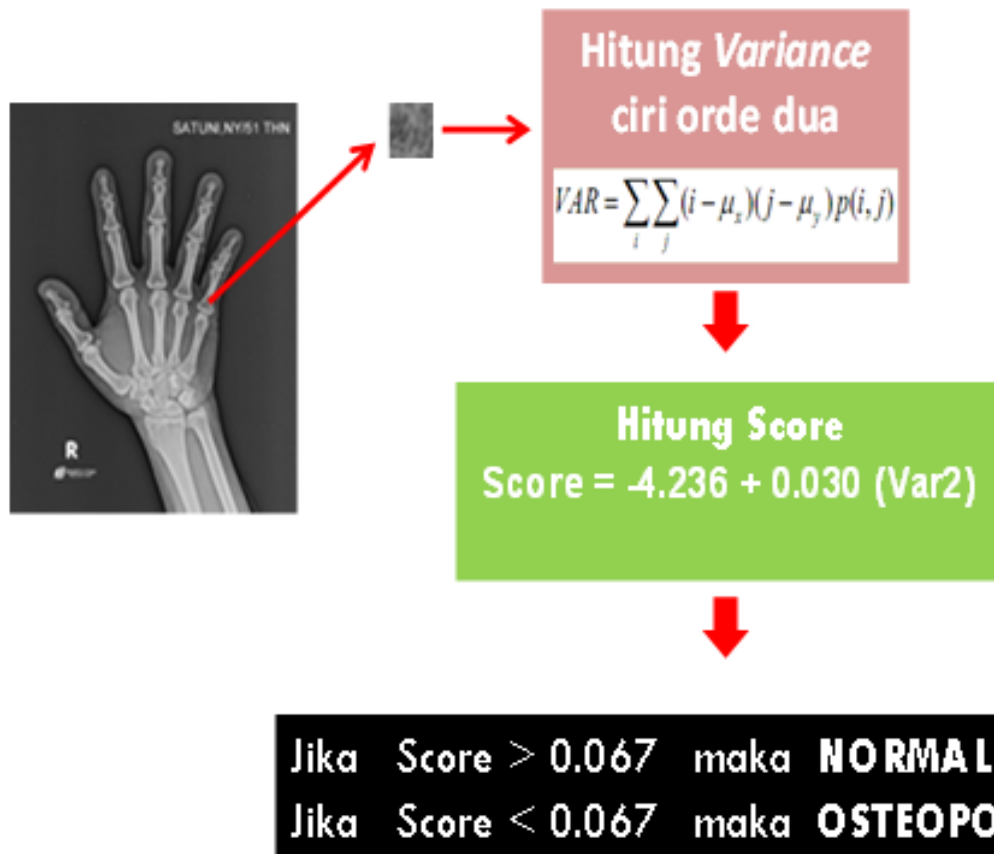 Hitung Variance
ciri orde dua
SATUNI,NY/51 THN
VAR = ∑∑(i − μx)(j − μy)p(i, j)
i j
R
Hitung Score
Score = -4.236 + 0.030 (Var2)
Jika Score > 0.067 maka NORMAL
Jika Score < 0.067 maka OSTEOPO